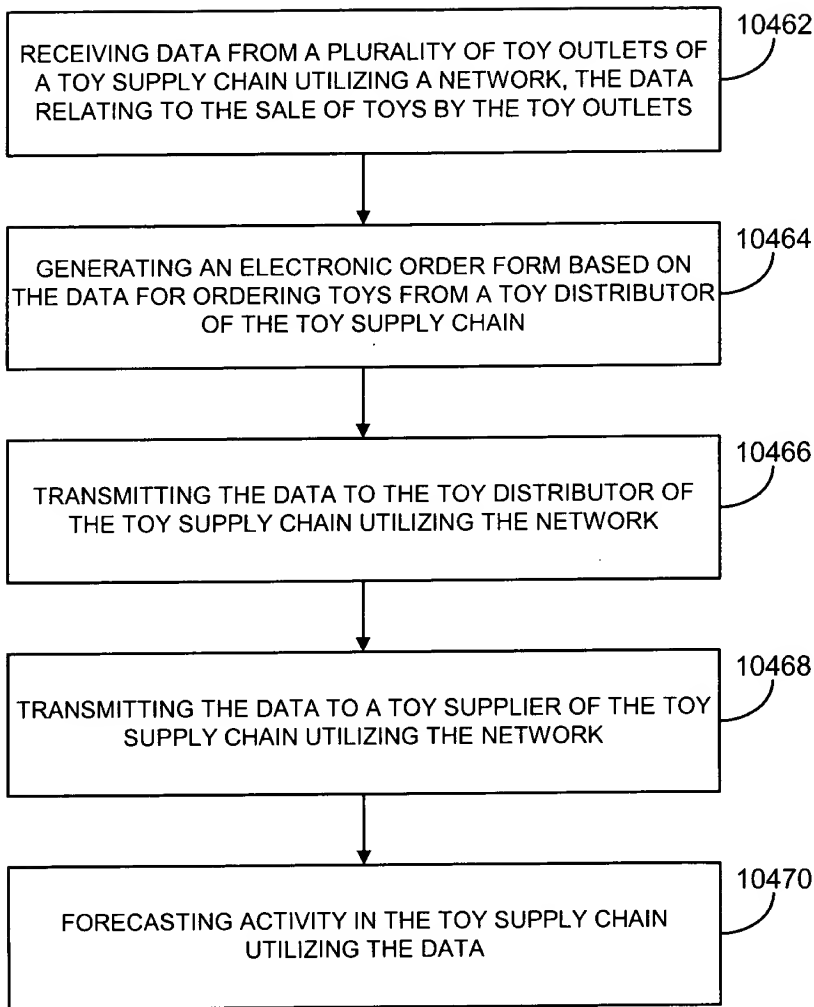 10462
RECEIVING DATA FROM A PLURALITY OF TOY OUTLETS OF
A TOY SUPPLY CHAIN UTILIZING A NETWORK, THE DATA
RELATING TO THE SALE OF TOYS BY THE TOY OUTLETS
10464
GENERATING AN ELECTRONIC ORDER FORM BASED ON
THE DATA FOR ORDERING TOYS FROM A TOY DISTRIBUTOR
OF THE TOY SUPPLY CHAIN
10466
TRANSMITTING THE DATA TO THE TOY DISTRIBUTOR OF
THE TOY SUPPLY CHAIN UTILIZING THE NETWORK
10468
TRANSMITTING THE DATA TO A TOY SUPPLIER OF THE TOY
SUPPLY CHAIN UTILIZING THE NETWORK
10470
FORECASTING ACTIVITY IN THE TOY SUPPLY CHAIN
UTILIZING THE DATA